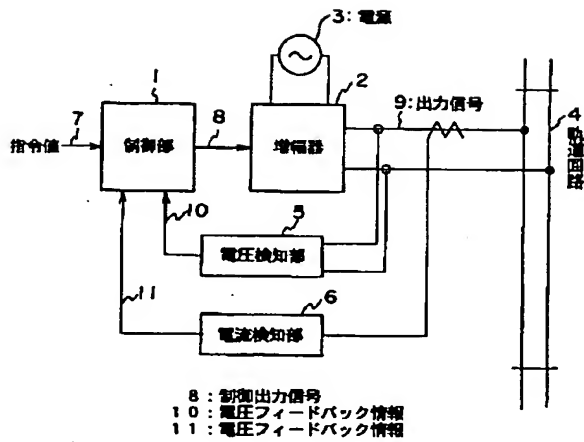 3:電源
1
2
9:出力信号
4
軌道回路
指令値
7
制御部
8
増幅器
10
5
電圧検知部
11
6
電流検知部
8:制御出力信号
10:電圧フィードバック情報
11:電圧フィードバック情報